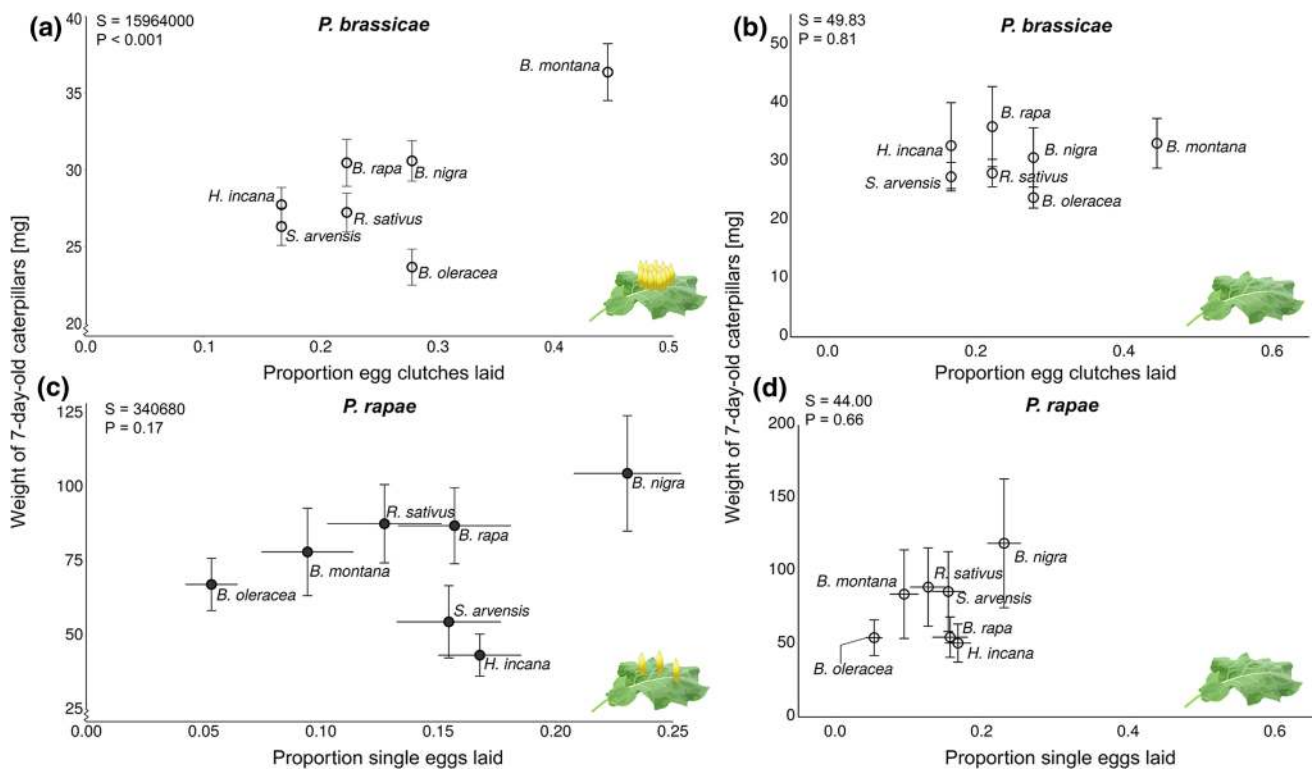 (a)
S = 15964000
P < 0.001
P. brassicae
40
35
30
25
20
B. montana
B. rapa
B. nigra
H. incana
R. sativus
S. arvensis
B. oleracea
0.0 0.1 0.2 0.3 0.4 0.5
Proportion egg clutches laid
Weight of 7-day-old caterpillars [mg]
(b)
S = 49.83
P = 0.81
P. brassicae
50
40
30
20
10
0
B. rapa
H. incana
B. nigra
B. montana
S. arvensis
R. sativus
B. oleracea
0.0 0.2 0.4 0.6
Proportion egg clutches laid
Weight of 7-day-old caterpillars [mg]
(c)
S = 340680
P = 0.17
P. rapae
125
100
75
50
25
B. nigra
R. sativus
B. rapa
B. montana
B. oleracea
S. arvensis
H. incana
0.00 0.05 0.10 0.15 0.20 0.25
Proportion single eggs laid
(d)
S = 44.00
P = 0.66
P. rapae
200
150
100
50
0
B. nigra
B. montana
R. sativus
S. arvensis
B. rapa
H. incana
B. oleracea
0.0 0.2 0.4 0.6
Proportion single eggs laid